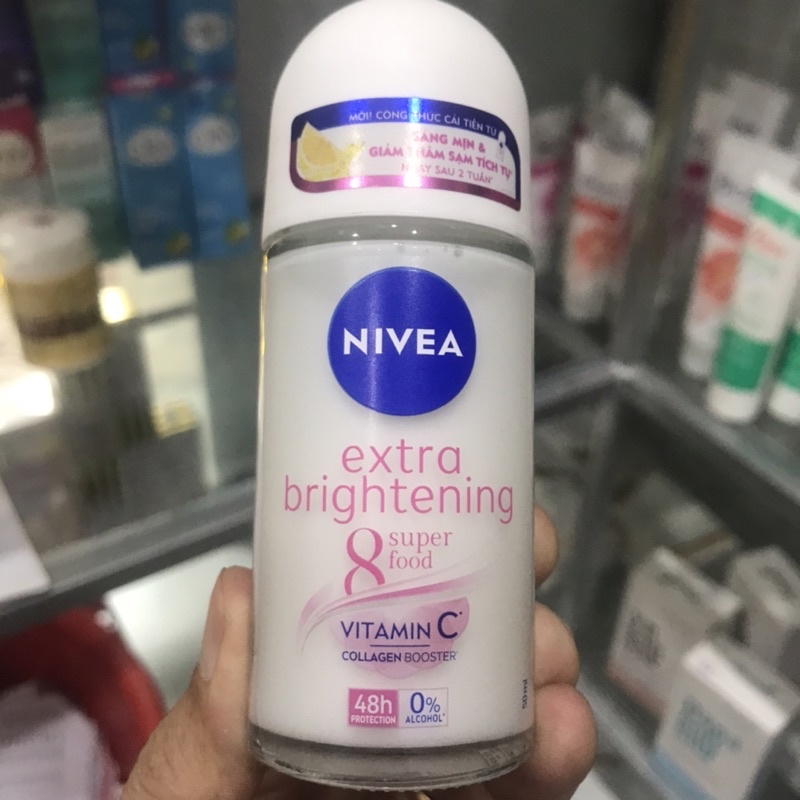 MỚI! CÔNG THỨC CẢI TIẾN TỪ
SÁNG MỊN &
GIẢM THÂM SẠM TÍCH TỤ*
NGAY SAU 2 TUẦN*
NIVEA
extra
brightening
8 super
food
VITAMIN C*
COLLAGEN BOOSTER*
48h
PROTECTION
0%
ALCOHOL*
50ml